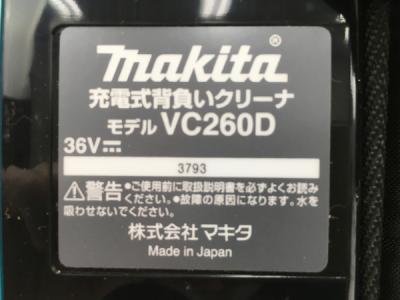 makita®
充電式背負いクリーナ
モデル VC260D
36V⎓
3793
⚠警告 ●ご使用前に取扱説明書を必ずよくお読み
ください。●故障の原因になります。水を
吸わせないでください。
株式会社 マキタ
Made in Japan